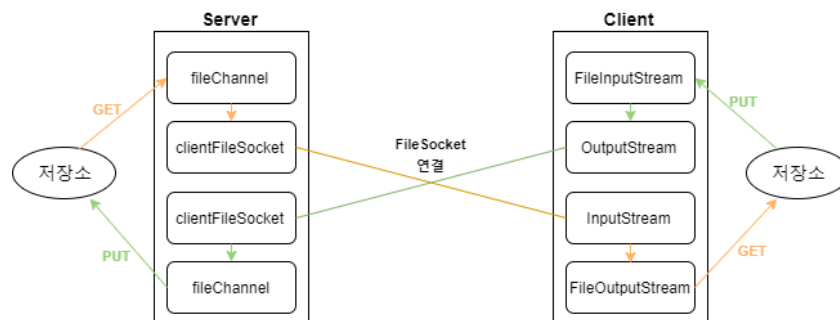 Server
Client
fileChannel
FileInputStream
GET
PUT
clientFileSocket
FileSocket
연결
OutputStream
저장소
저장소
clientFileSocket
InputStream
PUT
GET
fileChannel
FileOutputStream